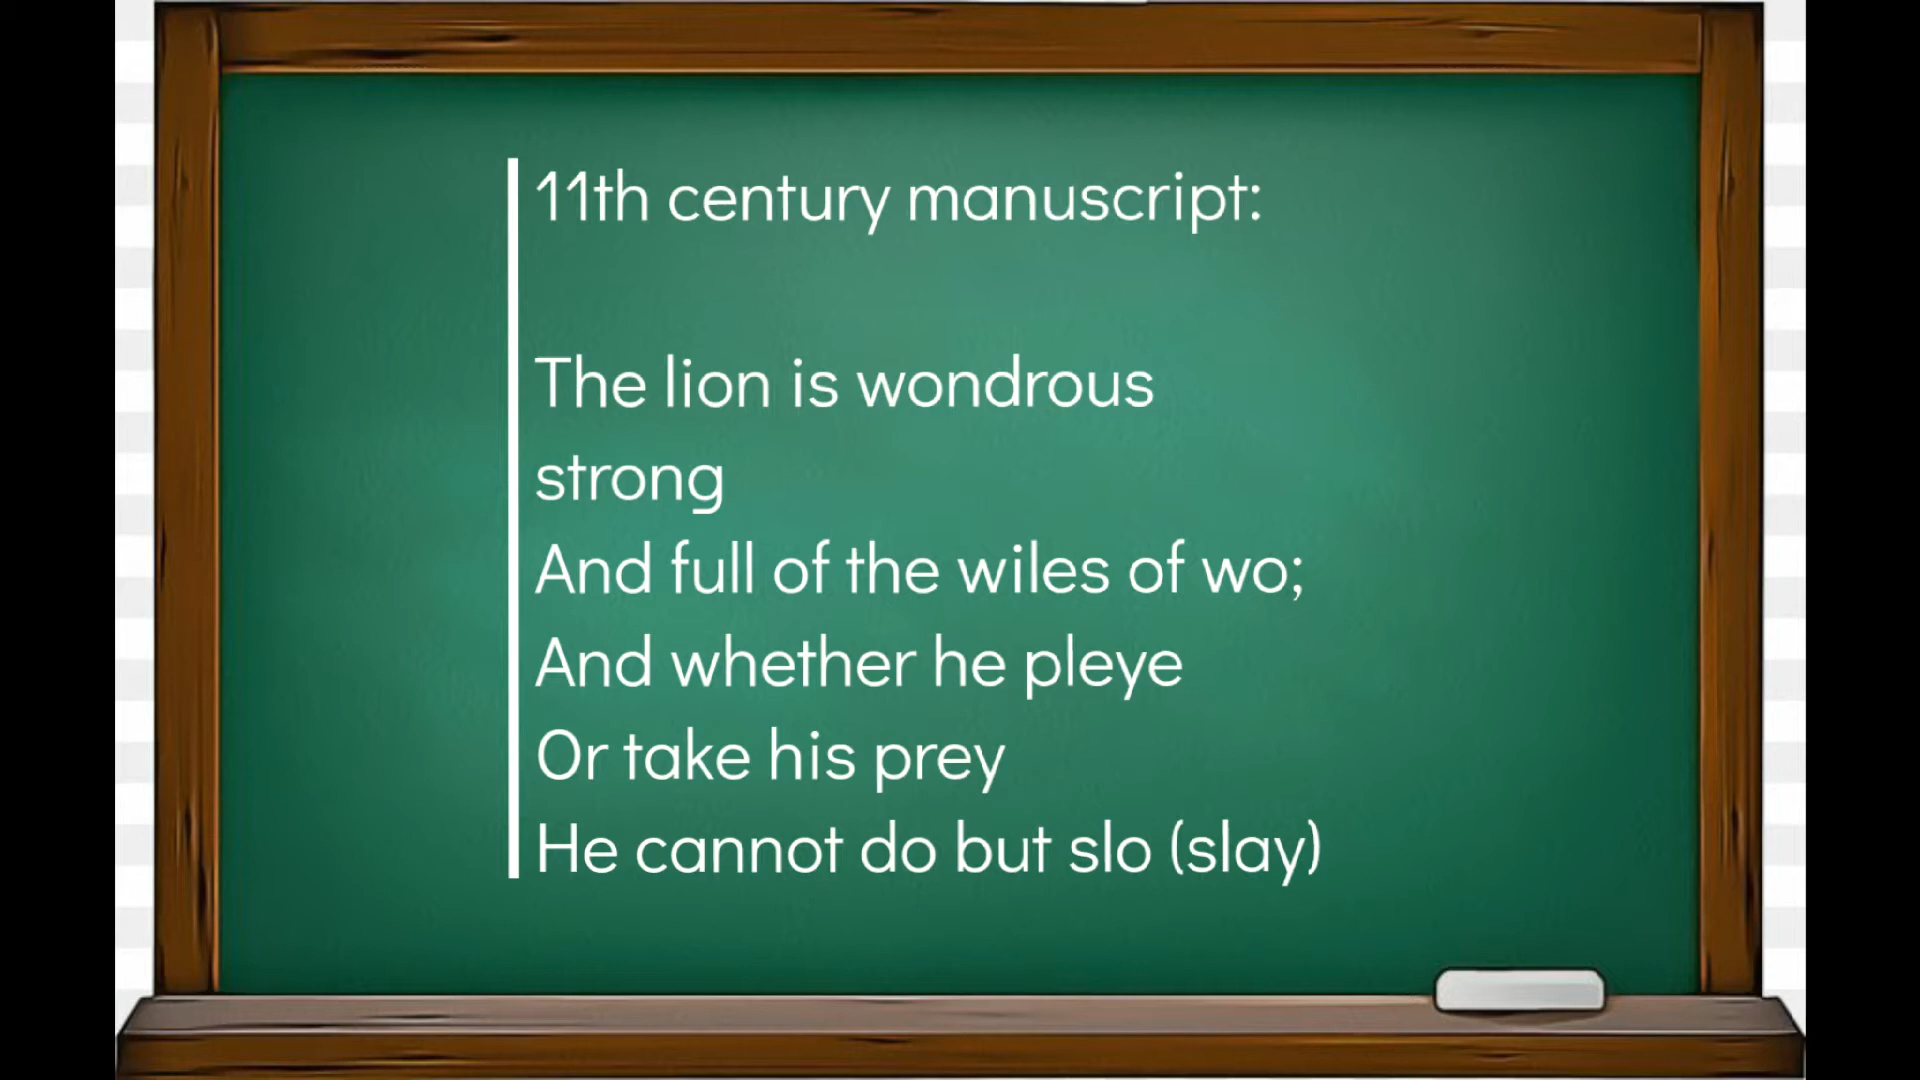 11th century manuscript:
The lion is wondrous
strong
And full of the wiles of wo;
And whether he pleye
Or take his prey
He cannot do but slo (slay)